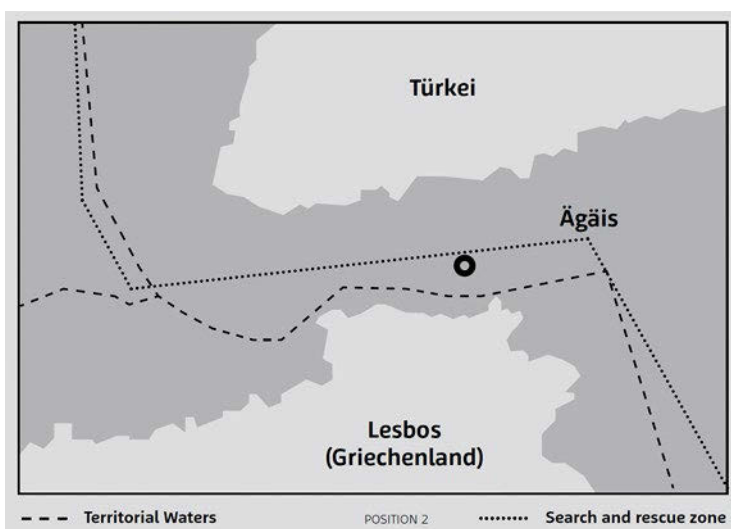 Türkei
Ägäis
Lesbos
(Griechenland)
Territorial Waters POSITION 2 Search and rescue zone